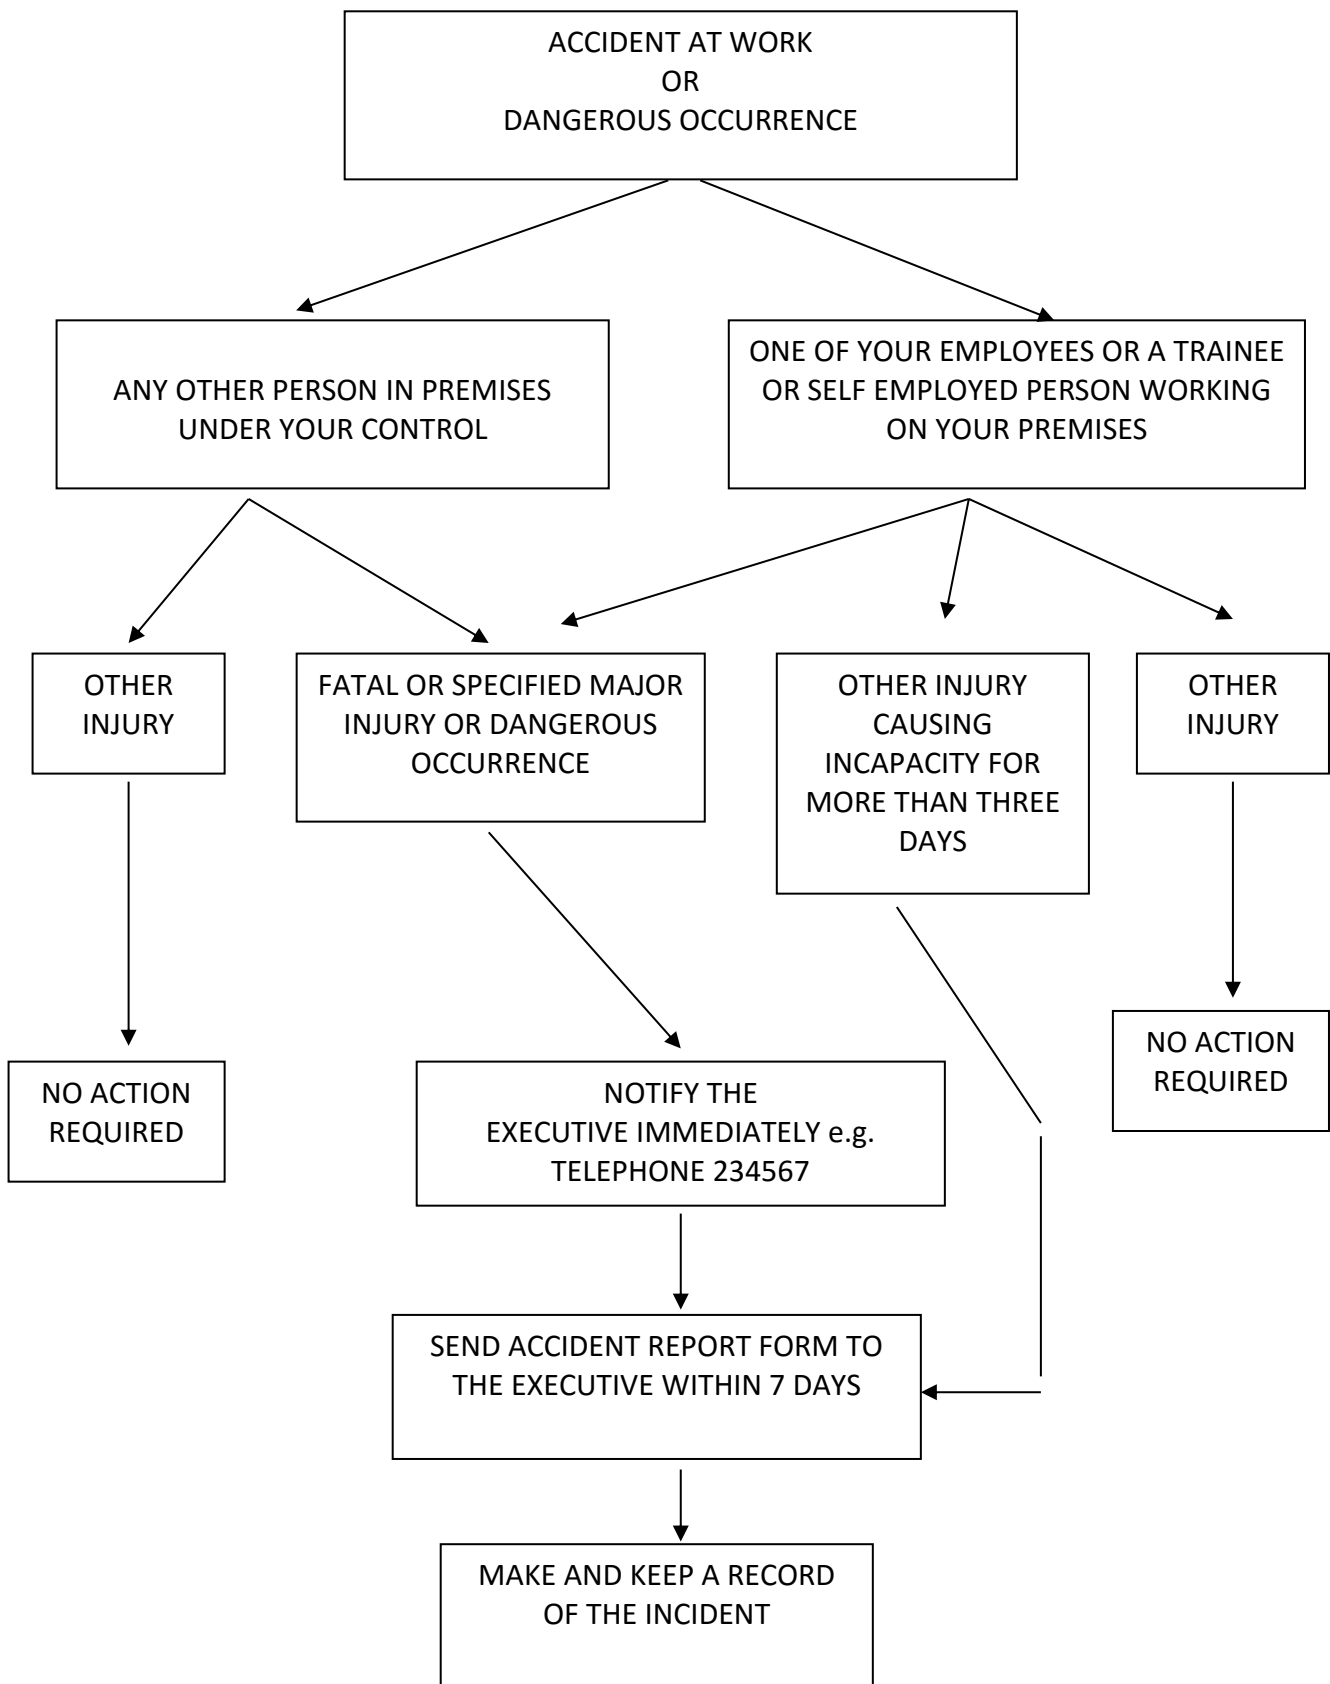 ACCIDENT AT WORK
OR
DANGEROUS OCCURRENCE
ANY OTHER PERSON IN PREMISES
UNDER YOUR CONTROL
ONE OF YOUR EMPLOYEES OR A TRAINEE
OR SELF EMPLOYED PERSON WORKING
ON YOUR PREMISES
OTHER
INJURY
FATAL OR SPECIFIED MAJOR
INJURY OR DANGEROUS
OCCURRENCE
OTHER INJURY
CAUSING
INCAPACITY FOR
MORE THAN THREE
DAYS
OTHER
INJURY
NO ACTION
REQUIRED
NOTIFY THE
EXECUTIVE IMMEDIATELY e.g.
TELEPHONE 234567
NO ACTION
REQUIRED
SEND ACCIDENT REPORT FORM TO
THE EXECUTIVE WITHIN 7 DAYS
MAKE AND KEEP A RECORD
OF THE INCIDENT